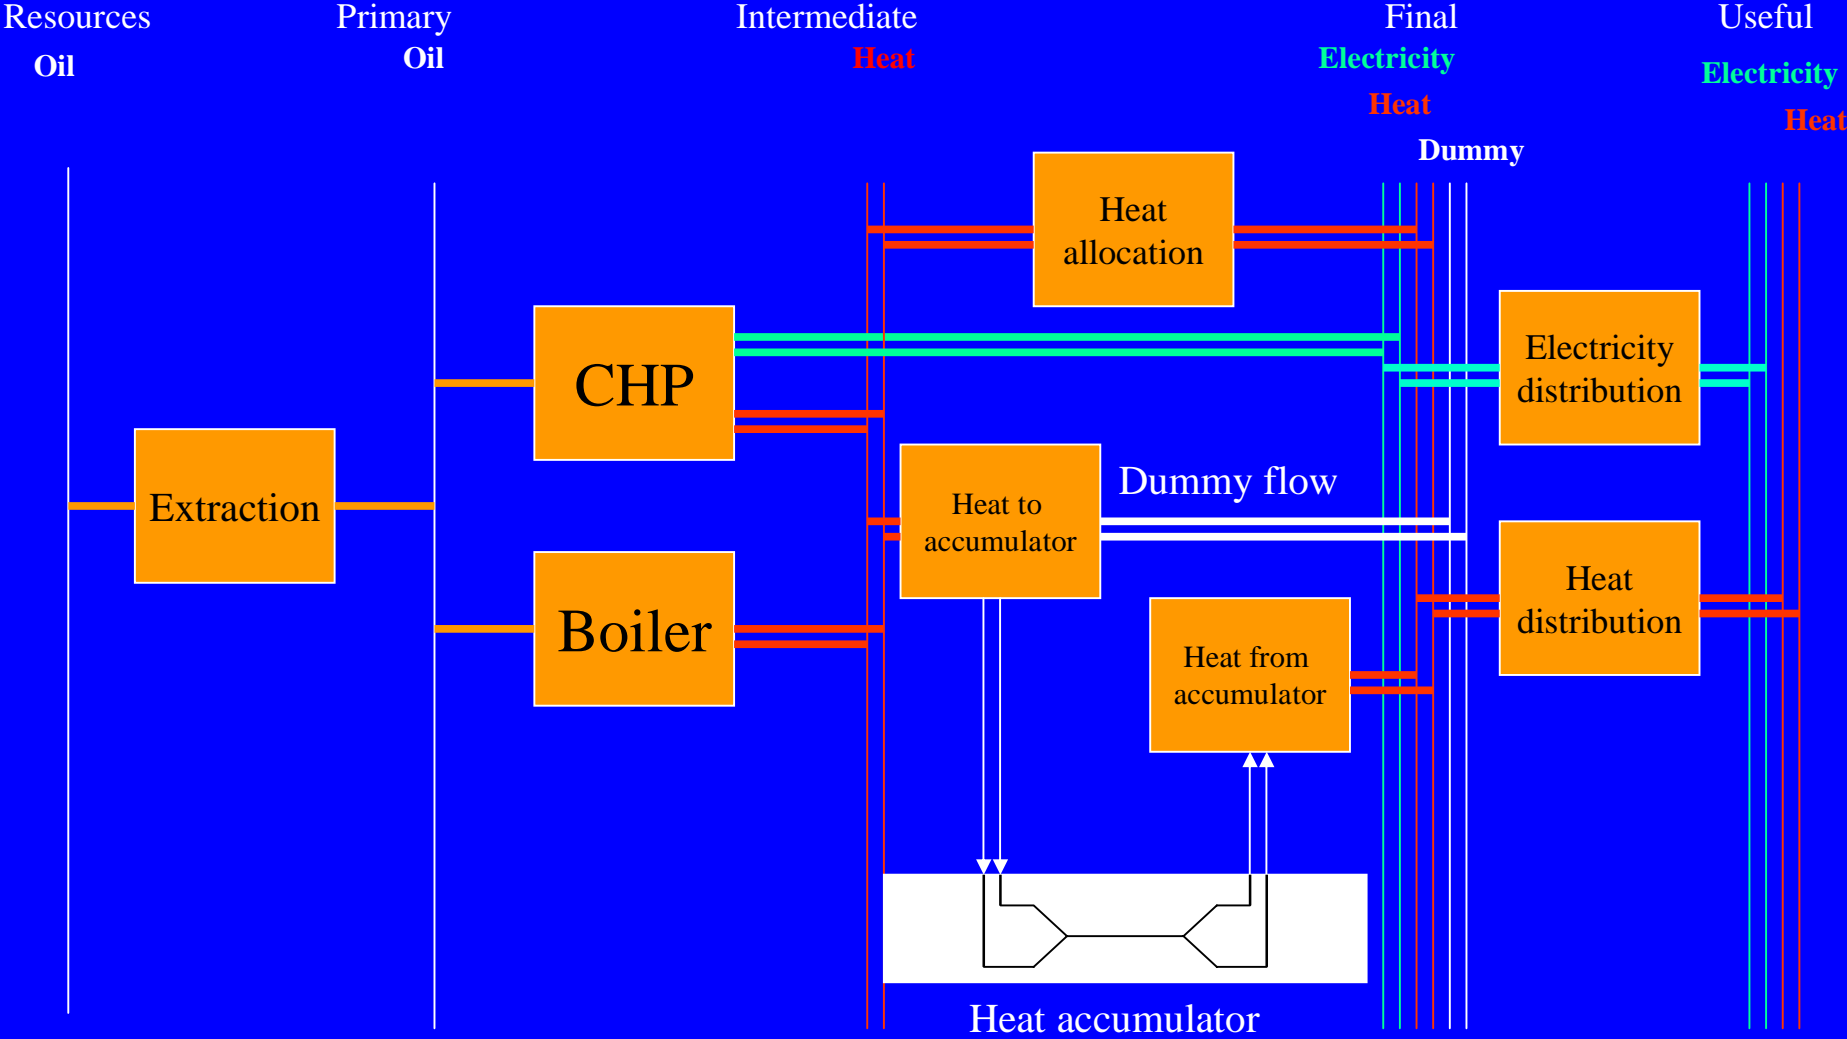 Resources
Primary
Intermediate
Final
Useful
Oil
Oil
Heat
Electricity
Electricity
Heat
Heat
Dummy
Heat
allocation
CHP
Electricity
distribution
Extraction
Heat to
accumulator
Dummy flow
Boiler
Heat from
accumulator
Heat
distribution
Heat accumulator